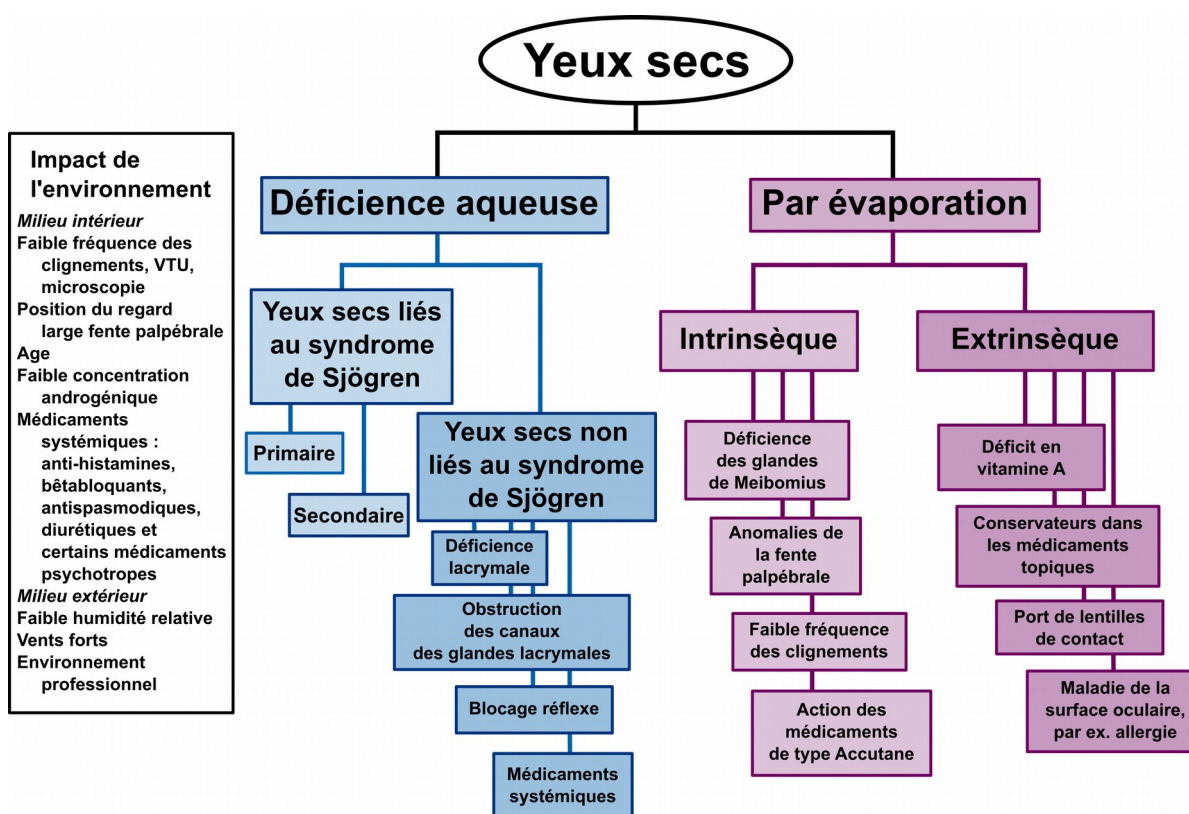 Yeux secs
Impact de
l'environnement
Milieu intérieur
Faible fréquence des
clignements, VTU,
microscopie
Position du regard
large fente palpébrale
Age
Faible concentration
androgénique
Médicaments
systémiques :
anti-histamines,
bêtabloquants,
antispasmodiques,
diurétiques et
certains médicaments
psychotropes
Milieu extérieur
Faible humidité relative
Vents forts
Environnement
professionnel
Déficience aqueuse
Yeux secs liés
au syndrome
de Sjögren
Primaire
Secondaire
Yeux secs non
liés au syndrome
de Sjögren
Déficience
lacrymale
Obstruction
des canaux
des glandes lacrymales
Blocage réflexe
Médicaments
systémiques
Par évaporation
Intrinsèque
Déficience
des glandes
de Meibomius
Anomalies de
la fente
palpébrale
Faible fréquence
des clignements
Action des
médicaments
de type Accutane
Extrinsèque
Déficit en
vitamine A
Conservateurs dans
les médicaments
topiques
Port de lentilles
de contact
Maladie de la
surface oculaire,
par ex. allergie